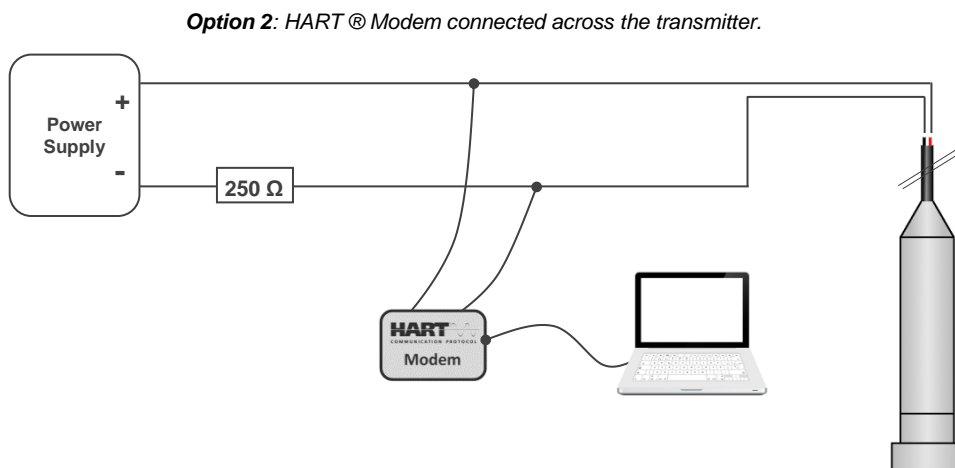 Option 2: HART ® Modem connected across the transmitter.
+
Power
Supply
-
250 Ω
HART
COMMUNICATION PROTOCOL
Modem